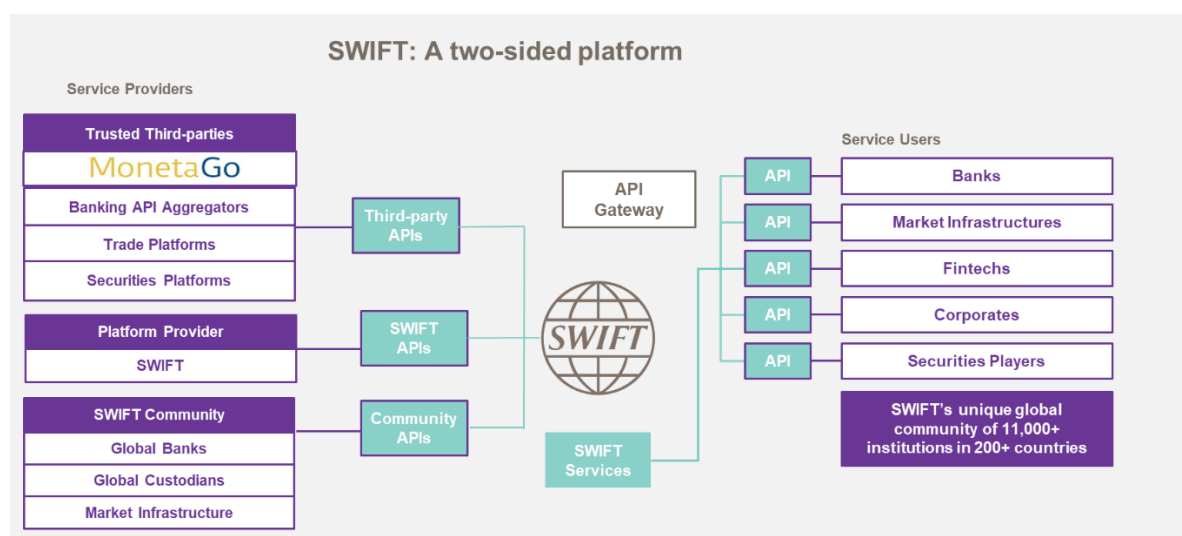 SWIFT: A two-sided platform
Service Providers
Trusted Third-parties
MonetaGo
Banking API Aggregators
Trade Platforms
Securities Platforms
Platform Provider
SWIFT
SWIFT Community
Global Banks
Global Custodians
Market Infrastructure
Third-party
APIs
SWIFT
APIs
Community
APIs
API
Gateway
SWIFT
SWIFT
Services
Service Users
API
Banks
API
Market Infrastructures
API
Fintechs
API
Corporates
API
Securities Players
SWIFT's unique global
community of 11,000+
institutions in 200+ countries